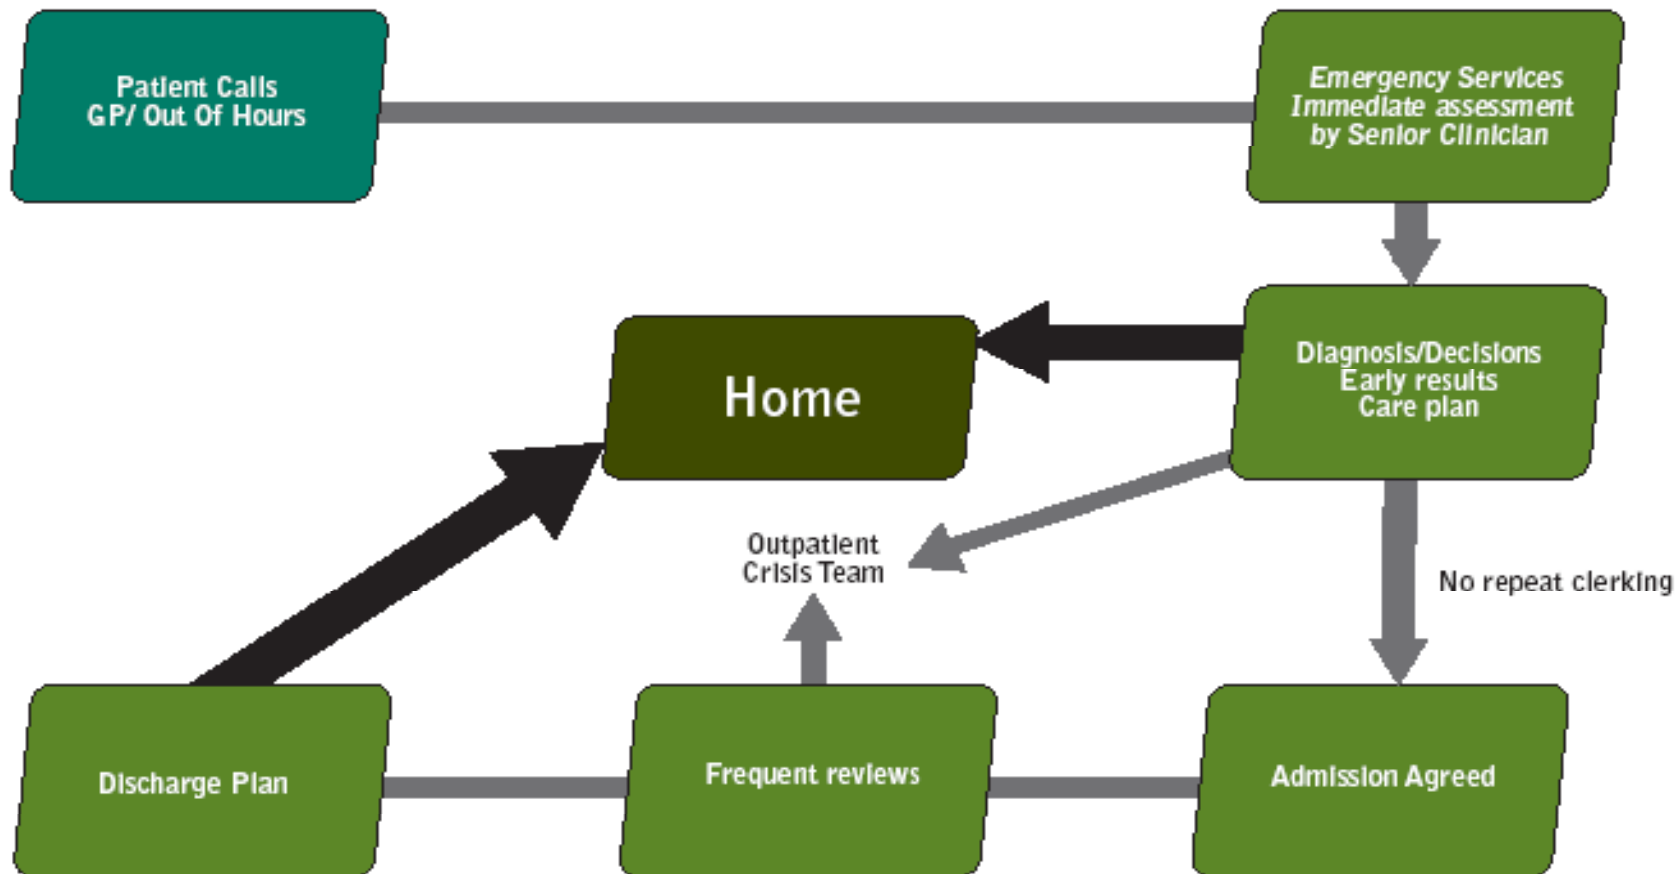 Patient Calls
GP/ Out Of Hours
Emergency Services
Immediate assessment
by Senior Clinician
Diagnosis/Decisions
Early results
Care plan
Home
Outpatient
Crisis Team
No repeat clerking
Discharge Plan
Frequent reviews
Admission Agreed